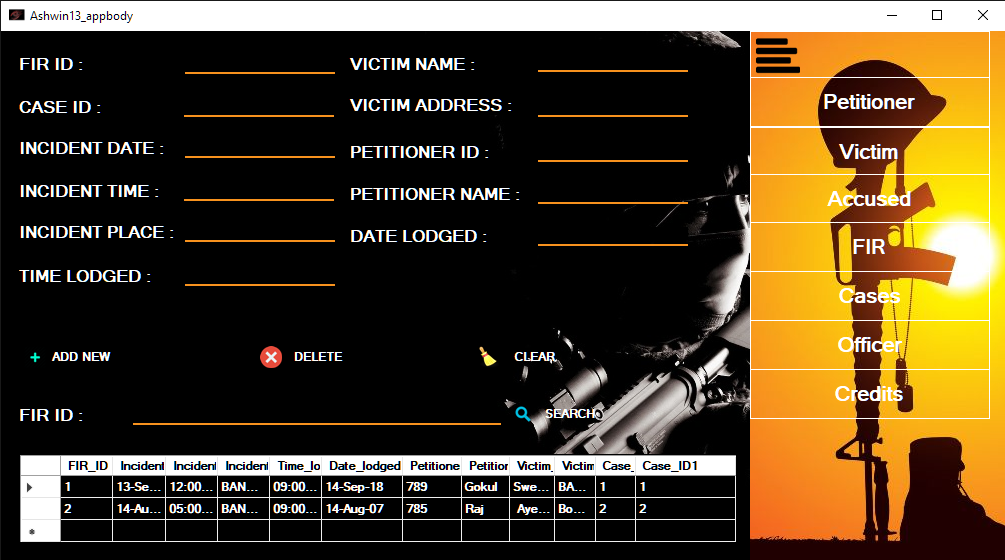 Ashwin13_appbody
FIR ID :
VICTIM NAME :
CASE ID :
VICTIM ADDRESS :
INCIDENT DATE :
PETITIONER ID :
INCIDENT TIME :
PETITIONER NAME :
INCIDENT PLACE :
DATE LODGED :
TIME LODGED :
+ ADD NEW
DELETE
CLEAR
FIR ID :
SEARCH
FIR_ID Incident Incident Incident Time_lo Date_lodged Petitione Petition Victim_ Victim Case_ Case_ID1
1 13-Se... 12:00... BAN... 09:00... 14-Sep-18 789 Gokul Swe... BA... 1 1
2 14-Au... 05:00... BAN... 09:00... 14-Aug-07 785 Raj Aye... Bo... 2 2
Petitioner
Victim
Accused
FIR
Cases
Officer
Credits